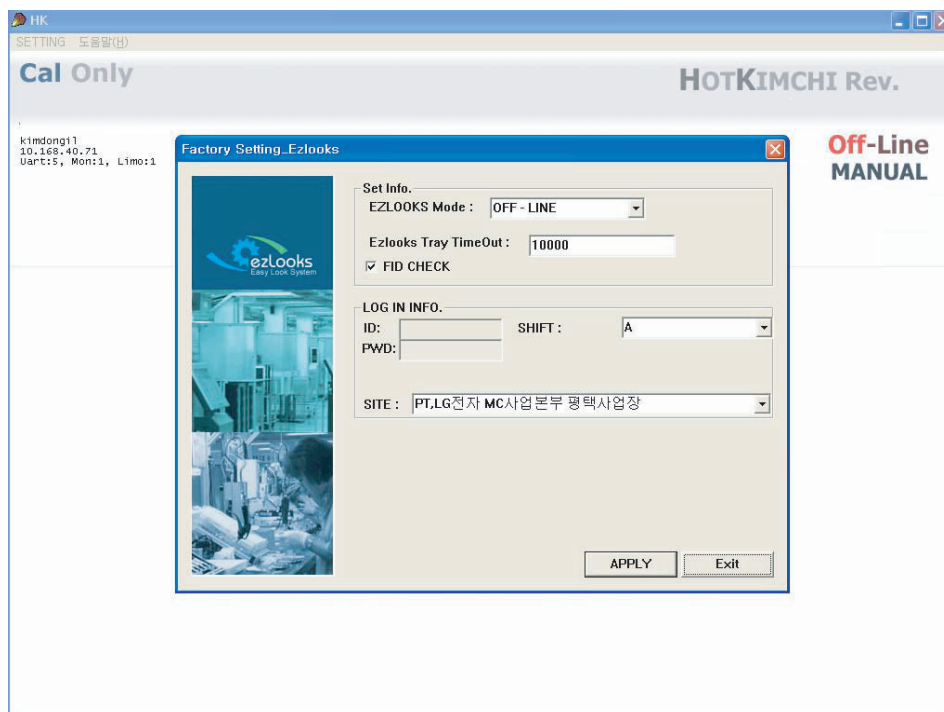 HK
SETTING 도움말(H)
Cal Only
HOTKIMCHI Rev.
kimdongil
10.168.40.71
Uart:5, Mon:1, Limo:1
Off-Line
MANUAL
Factory Setting_Ezlooks
ezLooks
Easy Look System
Set Info.
EZLOOKS Mode : OFF - LINE
Ezlooks Tray TimeOut : 10000
FID CHECK
LOG IN INFO.
ID: SHIFT : A
PWD:
SITE : PT,LG전자 MC사업본부 평택사업장
APPLY Exit